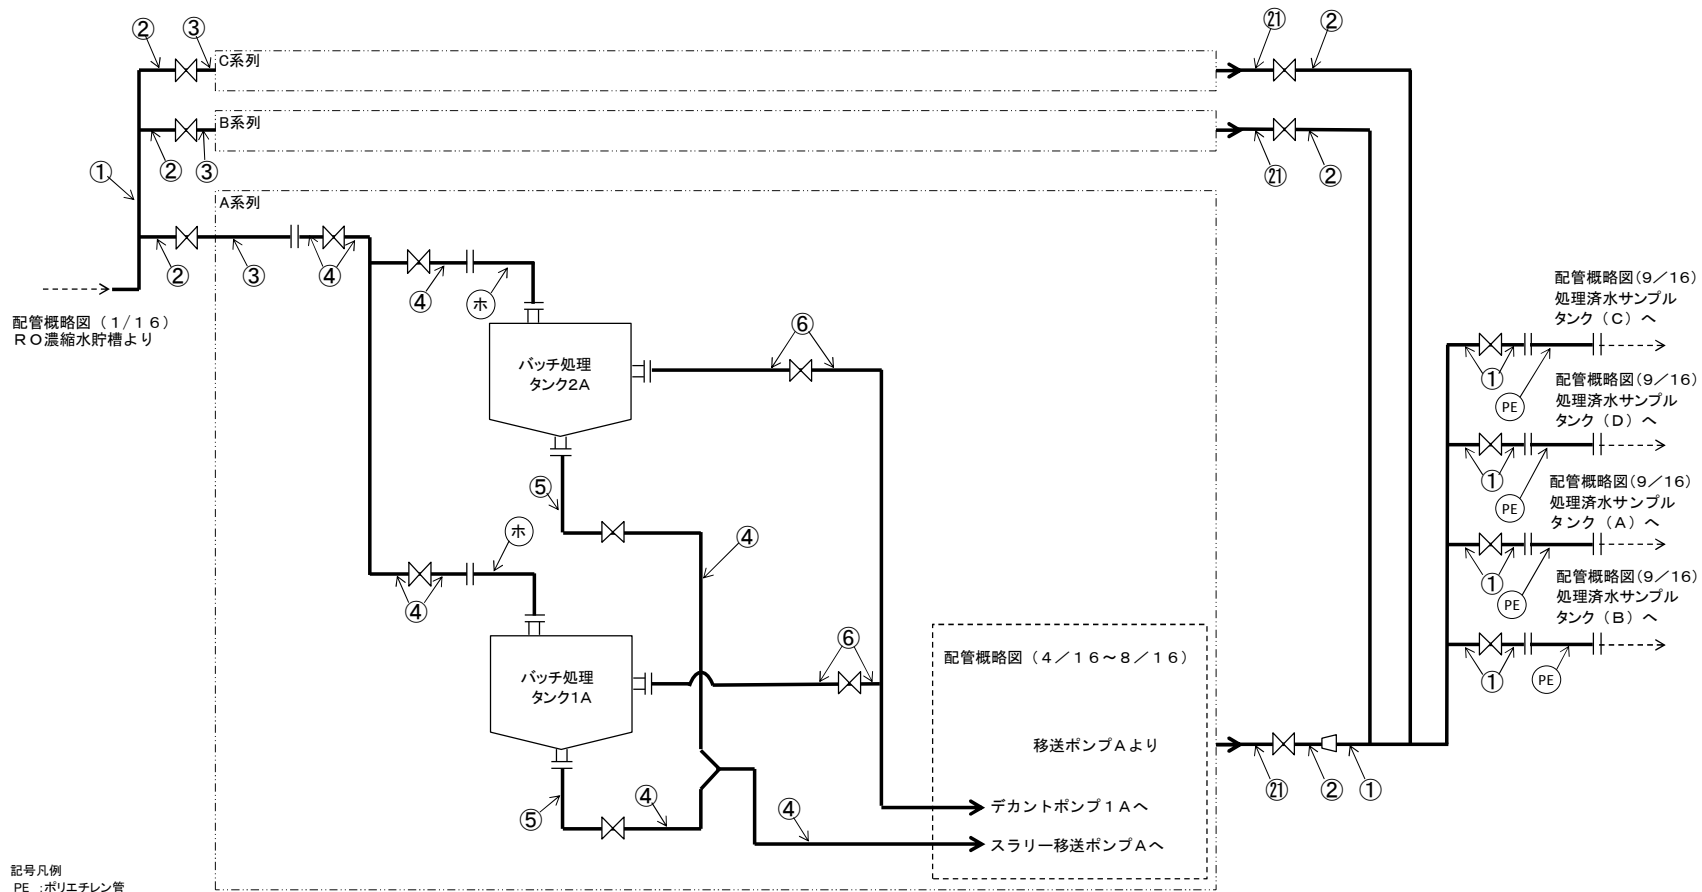 ② ③
C系列
㉑ ②
B系列
② ③
㉑ ②
①
A系列
② ③ ④
④ ホ
配管概略図（1/16）
RO濃縮水貯槽より
バッチ処理
タンク2A
⑥
⑤
ホ
④
④
バッチ処理
タンク1A
⑥
⑤
④
④
配管概略図（4／16～8／16）
移送ポンプAより
デカントポンプ1Aへ
スラリー移送ポンプAへ
㉑ ② ①
配管概略図(9／16)
処理済水サンプル
タンク（C）へ
①
PE
配管概略図(9／16)
処理済水サンプル
タンク（D）へ
①
PE
配管概略図(9／16)
処理済水サンプル
タンク（A）へ
①
PE
配管概略図(9／16)
処理済水サンプル
タンク（B）へ
①
PE
記号凡例
PE ：ポリエチレン管